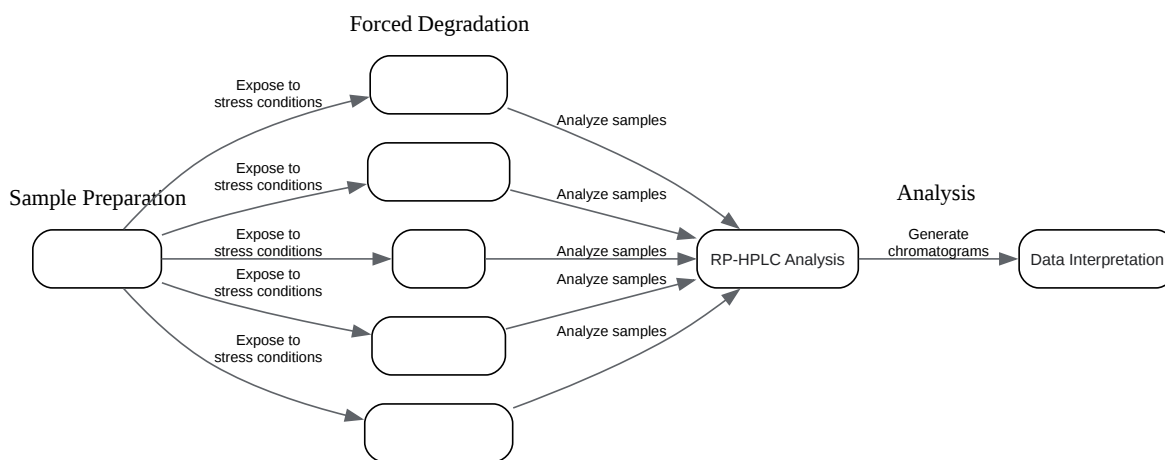 Forced Degradation
Expose to
stress conditions
Analyze samples
Expose to
stress conditions
Analyze samples
Sample Preparation
Analysis
Expose to
stress conditions
Analyze samples
RP-HPLC Analysis
Generate
chromatograms
Data Interpretation
Expose to
stress conditions
Analyze samples
Expose to
stress conditions
Analyze samples